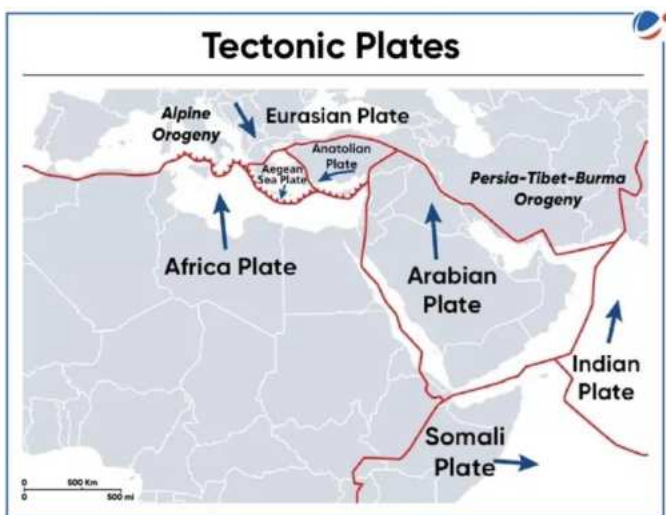 Tectonic Plates
Alpine
Orogeny
Eurasian Plate
Anatolian
Plate
Aegean
Sea Plate
Persia-Tibet-Burma
Orogeny
Africa Plate
Arabian
Plate
Indian
Plate
Somali
Plate
0 500 Km
0 500 mi